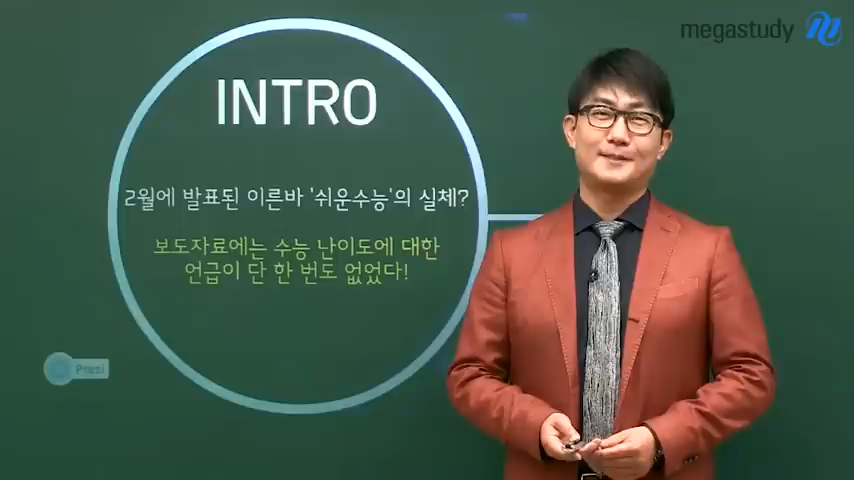 megastudy
INTRO
2월에 발표된 이른바 '쉬운수능'의 실체?
보도자료에는 수능 난이도에 대한
언급이 단 한 번도 없었다!
Prezi